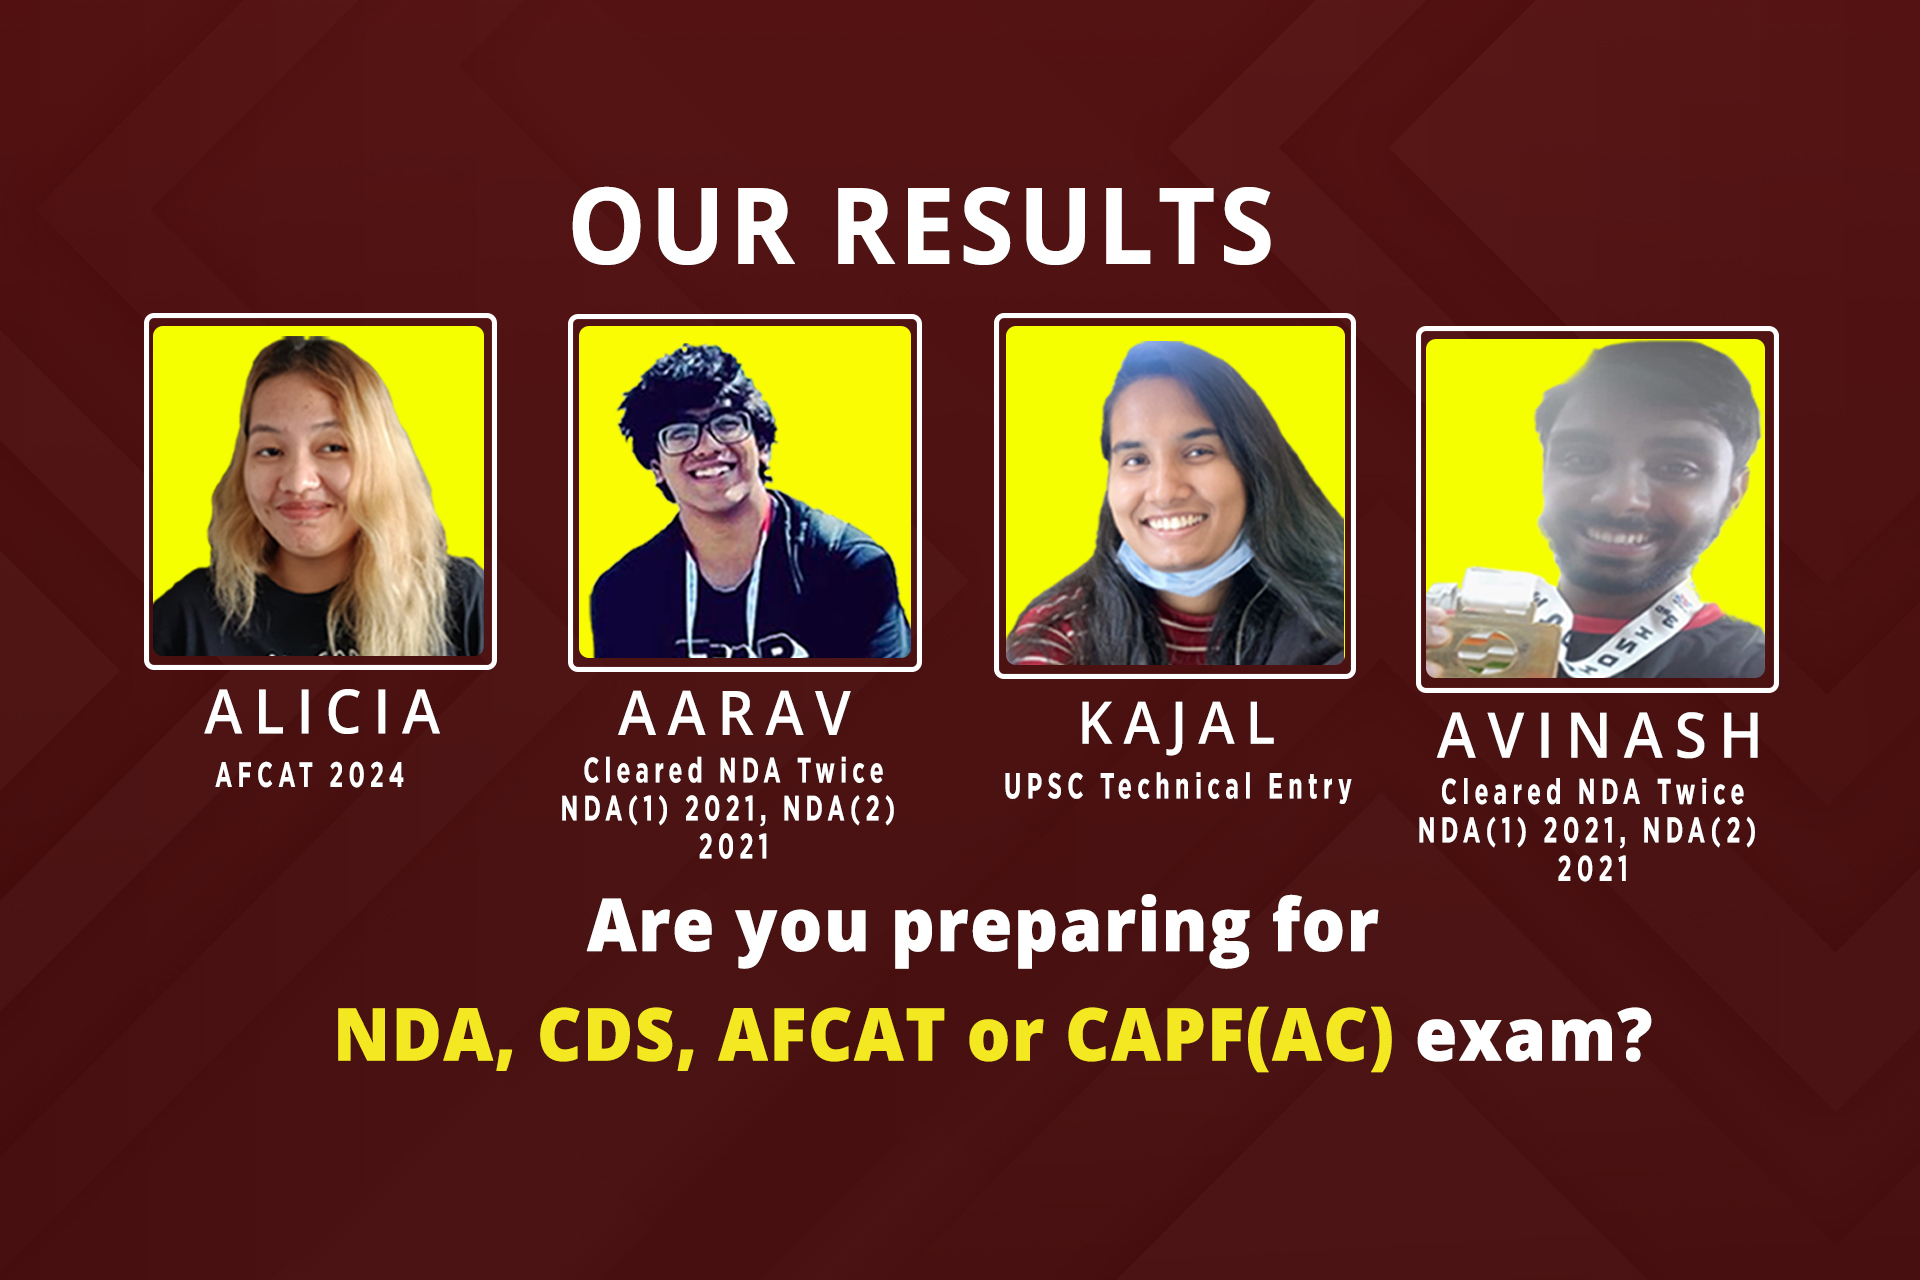 OUR RESULTS
ALICIA
AFCAT 2024
AARAV
Cleared NDA Twice
NDA(1) 2021, NDA(2)
2021
KAJAL
UPSC Technical Entry
AVINASH
Cleared NDA Twice
NDA(1) 2021, NDA(2)
2021
Are you preparing for
NDA, CDS, AFCAT or CAPF(AC) exam?